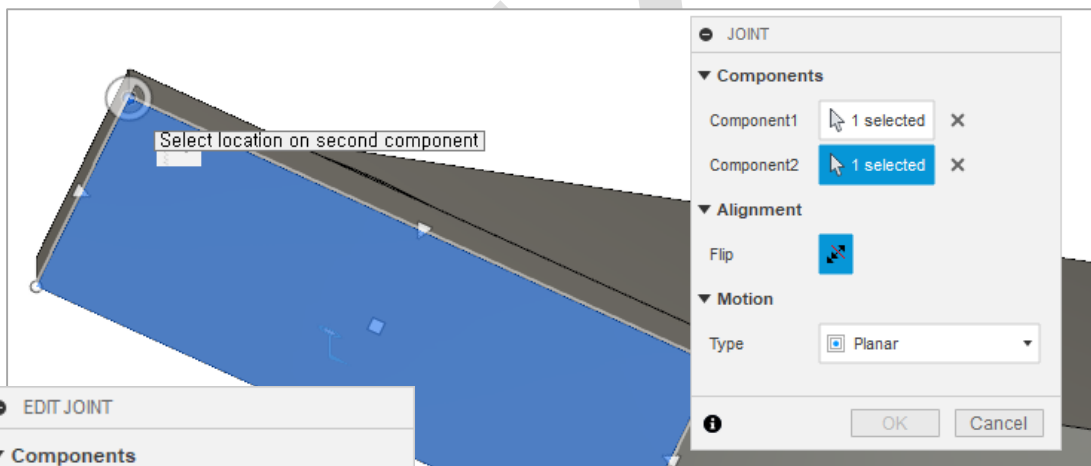 JOINT
Components
Component1 1 selected
Select location on second component
Component2 1 selected
Alignment
Flip
Motion
Type Planar
EDIT JOINT
OK Cancel
Components